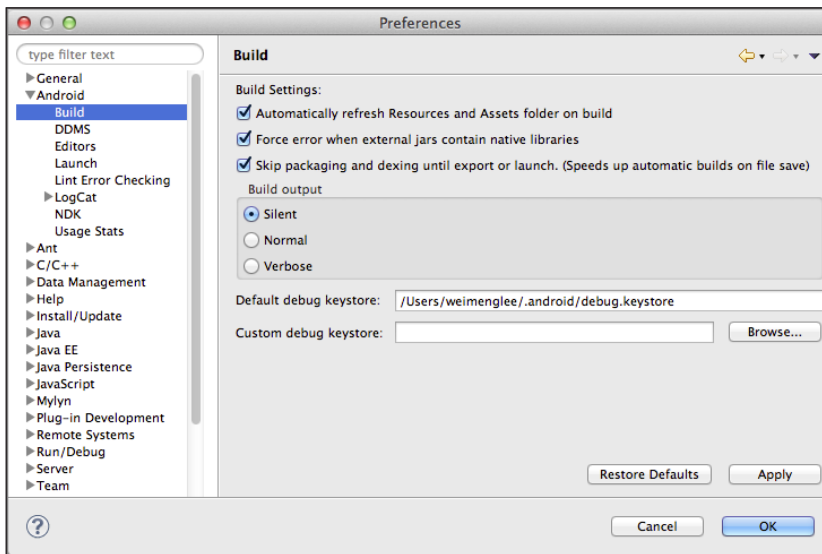 Preferences
type filter text
General
Android
Build
DDMS
Editors
Launch
Lint Error Checking
LogCat
NDK
Usage Stats
Ant
C/C++
Data Management
Help
Install/Update
Java
Java EE
Java Persistence
JavaScript
Mylyn
Plug-in Development
Remote Systems
Run/Debug
Server
Team
Build
Build Settings:
Automatically refresh Resources and Assets folder on build
Force error when external jars contain native libraries
Skip packaging and dexing until export or launch. (Speeds up automatic builds on file save)
Build output
Silent
Normal
Verbose
Default debug keystore: /Users/weimenglee/.android/debug.keystore
Custom debug keystore: Browse...
Restore Defaults Apply
? Cancel OK